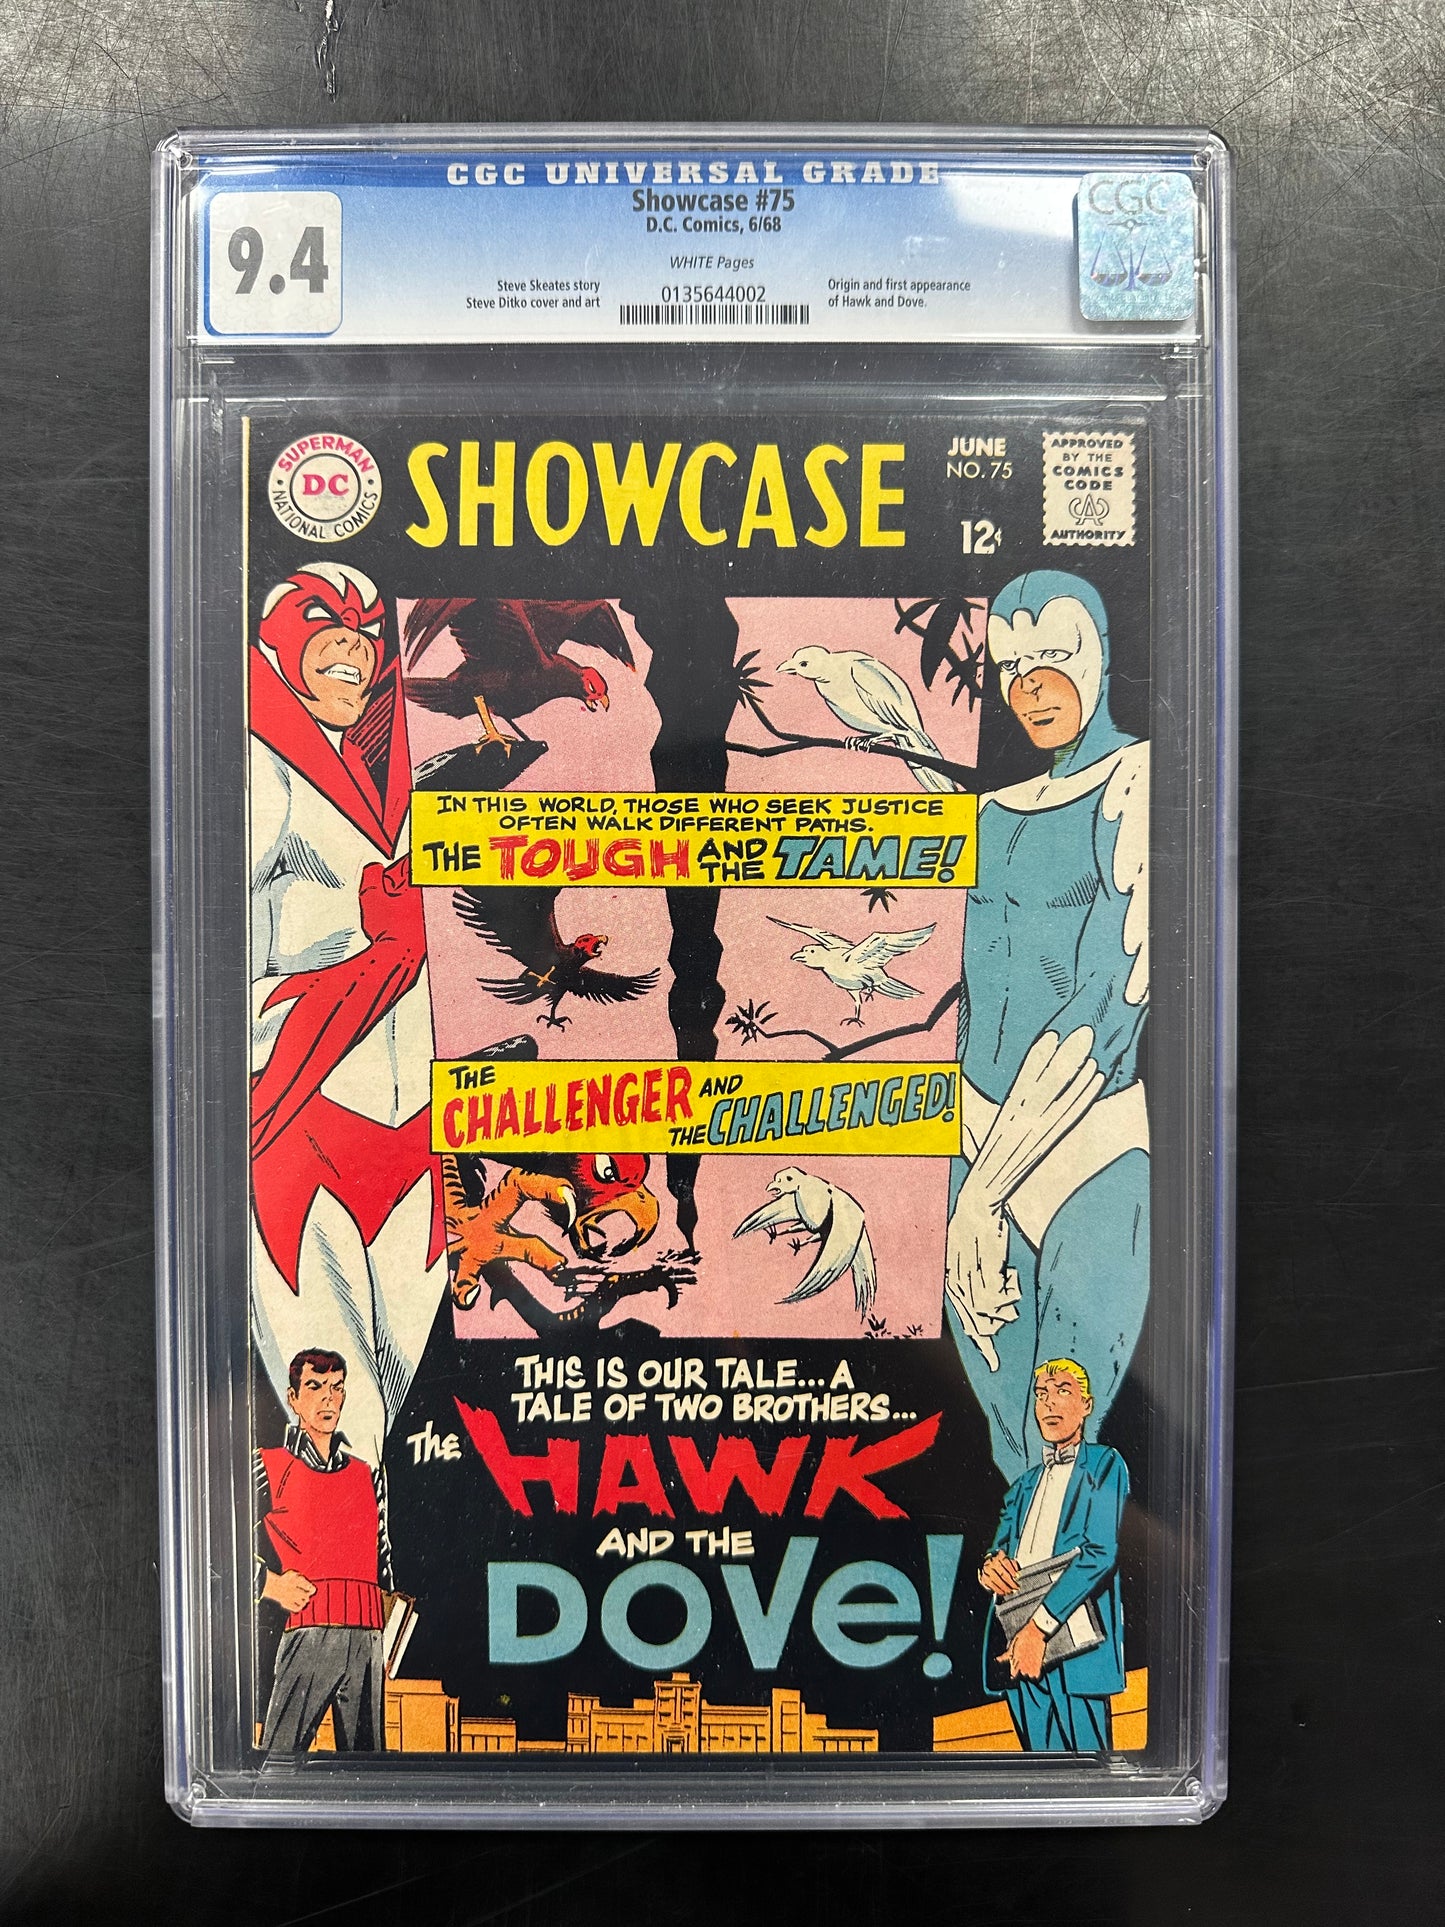 CGC UNIVERSAL GRADE
9.4
Showcase #75
D.C. Comics, 6/68
WHITE Pages
Steve Skeates story
Steve Ditko cover and art
0135644002
Origin and first appearance
of Hawk and Dove.
CGC
SUPERMAN
DC
NATIONAL COMICS
SHOWCASE
JUNE
NO. 75
12¢
APPROVED
BY THE
COMICS
CODE
CA
AUTHORITY
IN THIS WORLD, THOSE WHO SEEK JUSTICE
OFTEN WALK DIFFERENT PATHS.
THE TOUGH AND THE TAME!
THE
CHALLENGER AND
THE CHALLENGED!
THIS IS OUR TALE... A
TALE OF TWO BROTHERS...
THE HAWK
AND THE
DOVe!
CGC